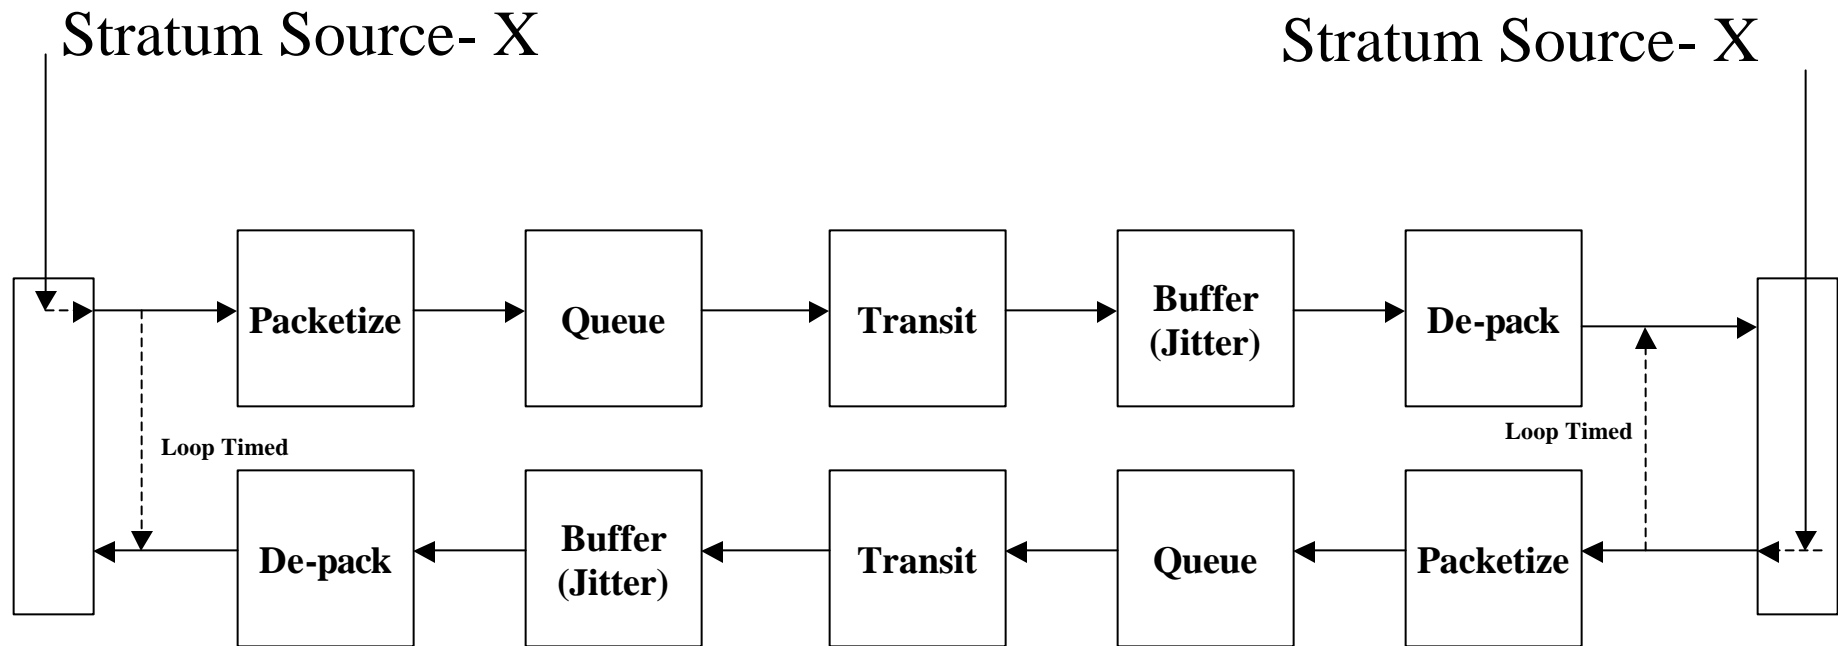 Stratum Source- X
Stratum Source- X
Packetize
Queue
Transit
Buffer
(Jitter)
De-pack
Loop Timed
Loop Timed
De-pack
Buffer
(Jitter)
Transit
Queue
Packetize